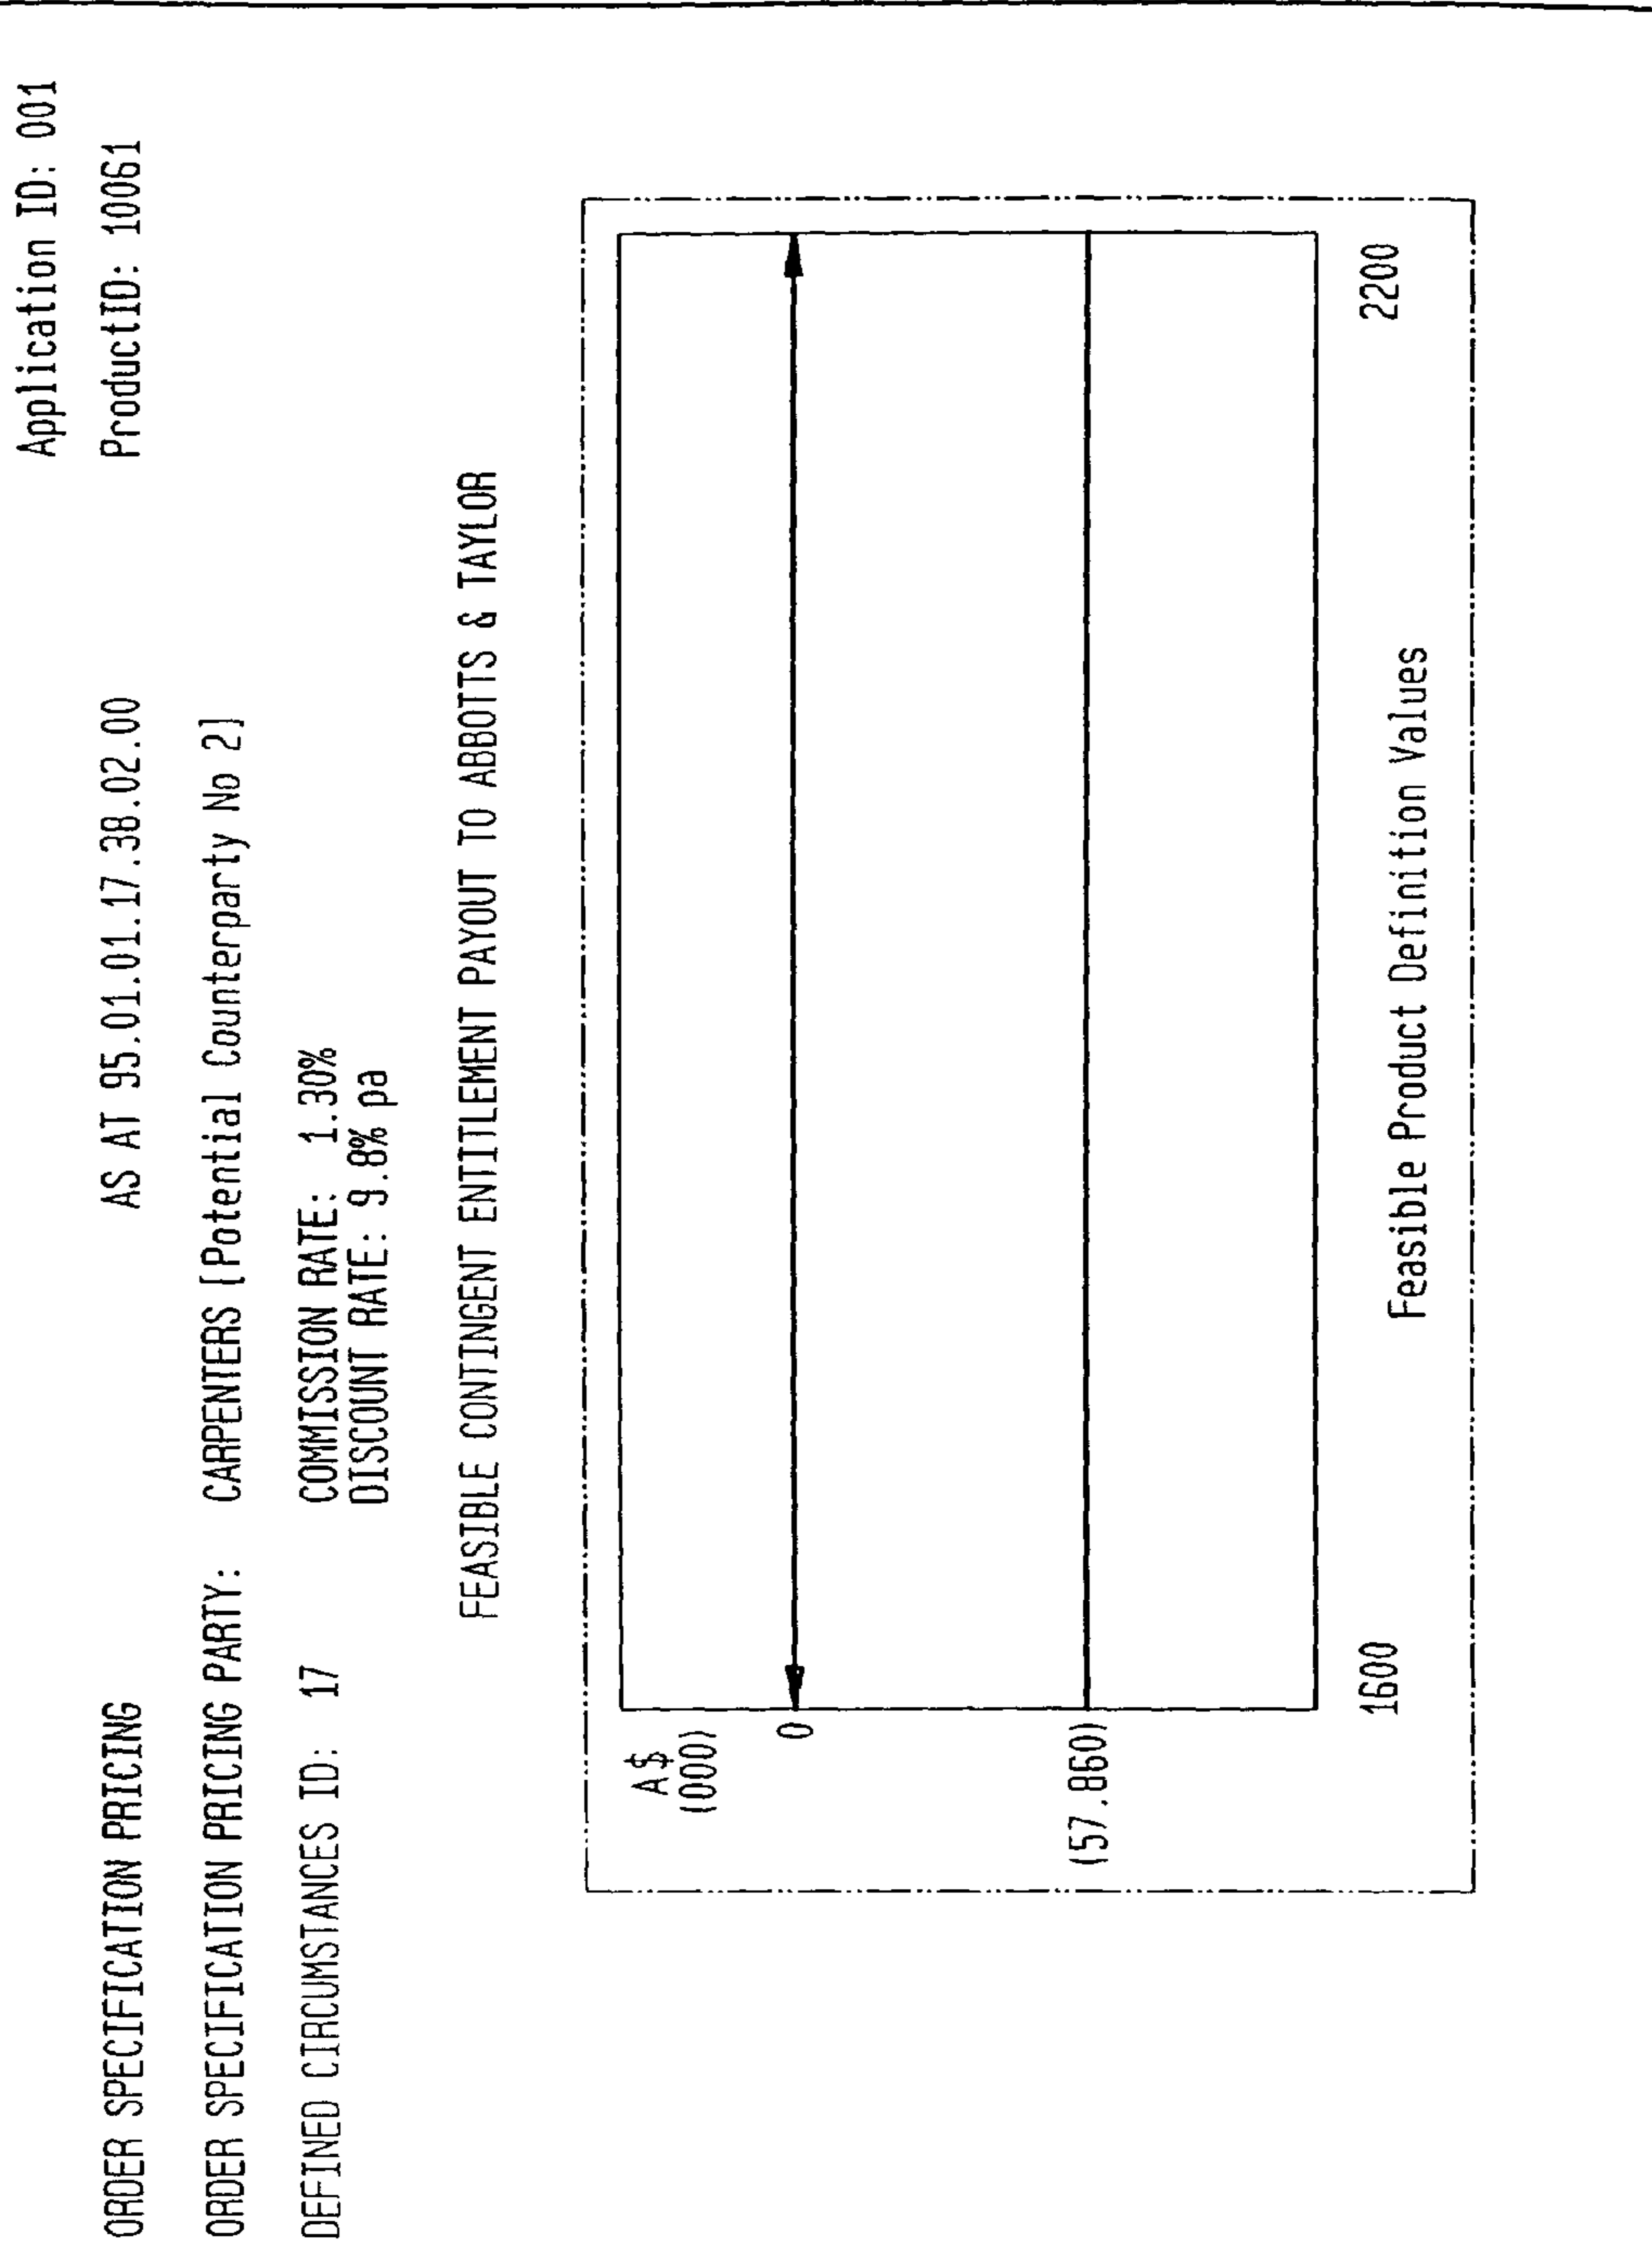 Application ID: 001
ORDER SPECIFICATION PRICING AS AT 95.01.01.17.38.02.00 ProductID: 10061
ORDER SPECIFICATION PRICING PARTY: CARPENTERS [Potential Counterparty No 2]
DEFINED CIRCUMSTANCES ID: 17 COMMISSION RATE: 1.30%
DISCOUNT RATE: 9.8% pa
FEASIBLE CONTINGENT ENTITLEMENT PAYOUT TO ABBOTTS & TAYLOR
A$
(000)
0
(57.860)
1600 2200
Feasible Product Definition Values